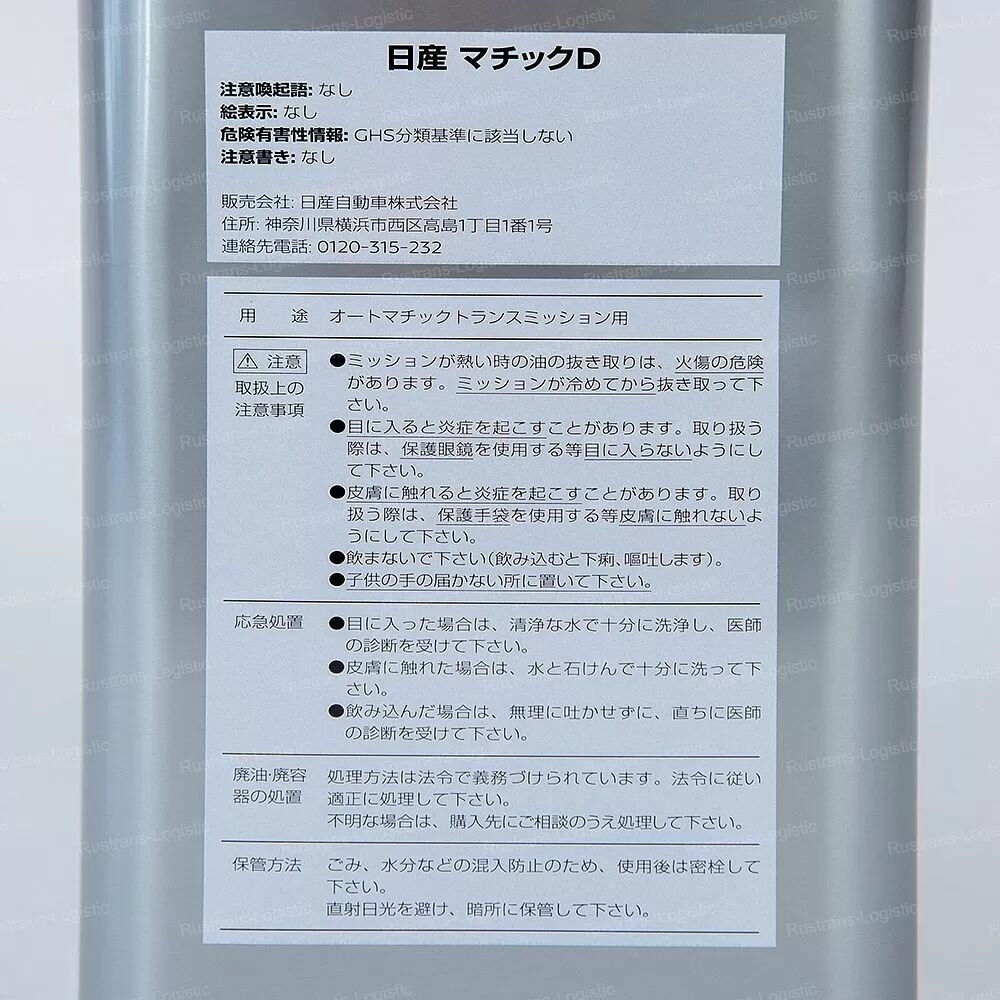 日産 マチックD
注意喚起語: なし
絵表示: なし
危険有害性情報: GHS分類基準に該当しない
注意書き: なし
販売会社: 日産自動車株式会社
住所: 神奈川県横浜市西区高島1丁目1番1号
連絡先電話: 0120-315-232
用 途 オートマチックトランスミッション用
⚠ 注意
取扱上の
注意事項
●ミッションが熱い時の油の抜き取りは、火傷の危険
があります。ミッションが冷めてから抜き取って下
さい。
●目に入ると炎症を起こすことがあります。取り扱う
際は、保護眼鏡を使用する等目に入らないようにし
て下さい。
●皮膚に触れると炎症を起こすことがあります。取り
扱う際は、保護手袋を使用する等皮膚に触れないよ
うにして下さい。
●飲まないで下さい(飲み込むと下痢、嘔吐します)。
●子供の手の届かない所に置いて下さい。
応急処置
●目に入った場合は、清浄な水で十分に洗浄し、医師
の診断を受けて下さい。
●皮膚に触れた場合は、水と石けんで十分に洗って下
さい。
●飲み込んだ場合は、無理に吐かせずに、直ちに医師
の診断を受けて下さい。
廃油・廃容
器の処置
処理方法は法令で義務づけられています。法令に従い
適正に処理して下さい。
不明な場合は、購入先にご相談のうえ処理して下さい。
保管方法
ごみ、水分などの混入防止のため、使用後は密栓して
下さい。
直射日光を避け、暗所に保管して下さい。
Rustrans-Logistic